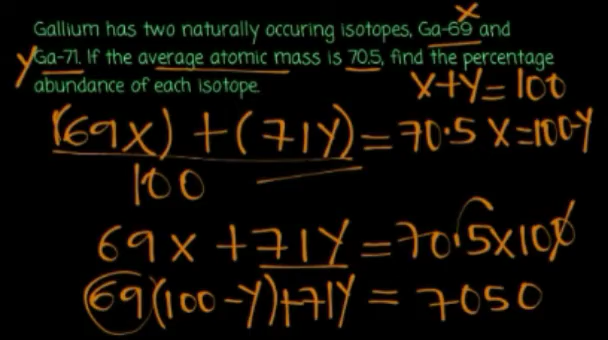 x
Gallium has two naturally occuring isotopes, Ga-69 and
y Ga-71. If the average atomic mass is 70.5, find the percentage
abundance of each isotope.
x+y=100
(69x)+(71y)=70.5 x=100-y
100
69x+71y=70.5x100
69(100-y)+71y=7050